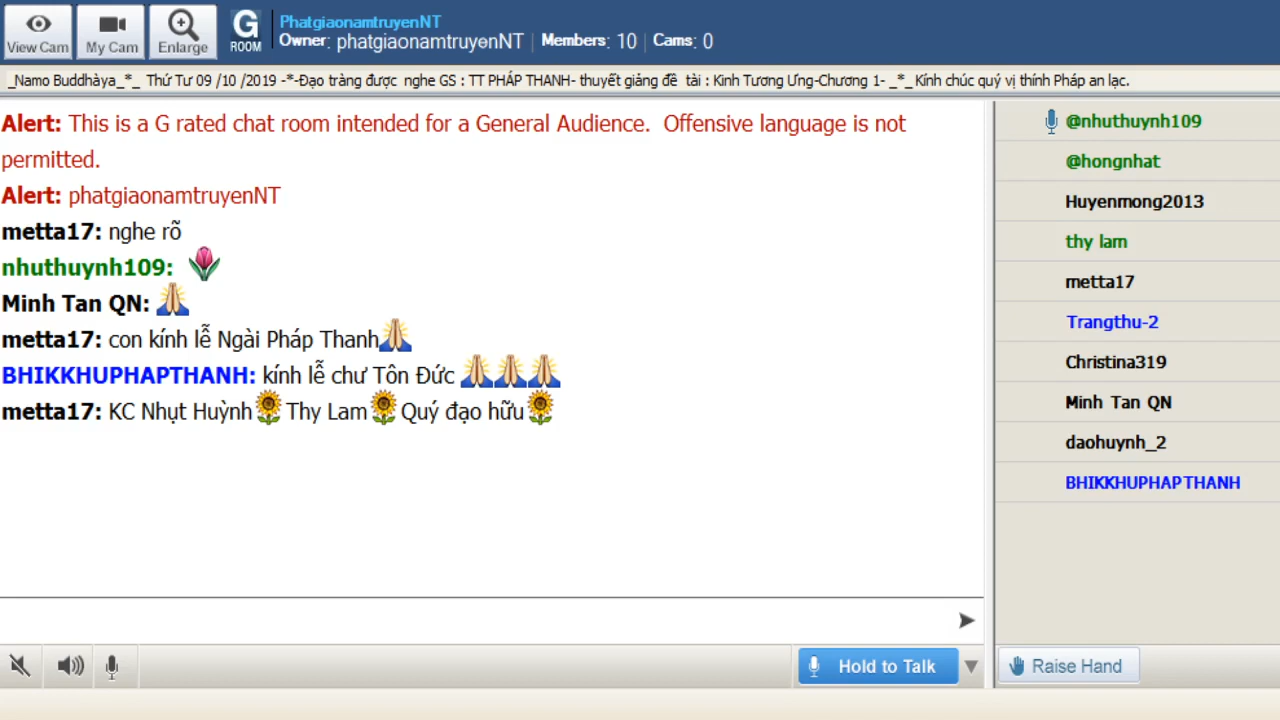 View Cam
My Cam
Enlarge
G
ROOM
PhatgiaonamtruyenNT
Owner: phatgiaonamtruyenNT | Members: 10 | Cams: 0
_Namo Buddhàya_*_ Thứ Tư 09 /10 /2019 -*-Đạo tràng được nghe GS : TT PHÁP THANH- thuyết giảng đề tài : Kinh Tương Ưng-Chương 1- _*_ Kính chúc quý vị thính Pháp an lạc.
Alert: This is a G rated chat room intended for a General Audience. Offensive language is not
permitted.
Alert: phatgiaonamtruyenNT
metta17: nghe rõ
nhuthuynh109:
Minh Tan QN:
metta17: con kính lễ Ngài Pháp Thanh
BHIKKHUPHAPTHANH: kính lễ chư Tôn Đức
metta17: KC Nhụt Huỳnh Thy Lam Quý đạo hữu
@nhuthuynh109
@hongnhat
Huyenmong2013
thy lam
metta17
Trangthu-2
Christina319
Minh Tan QN
daohuynh_2
BHIKKHUPHAPTHANH
Hold to Talk
Raise Hand